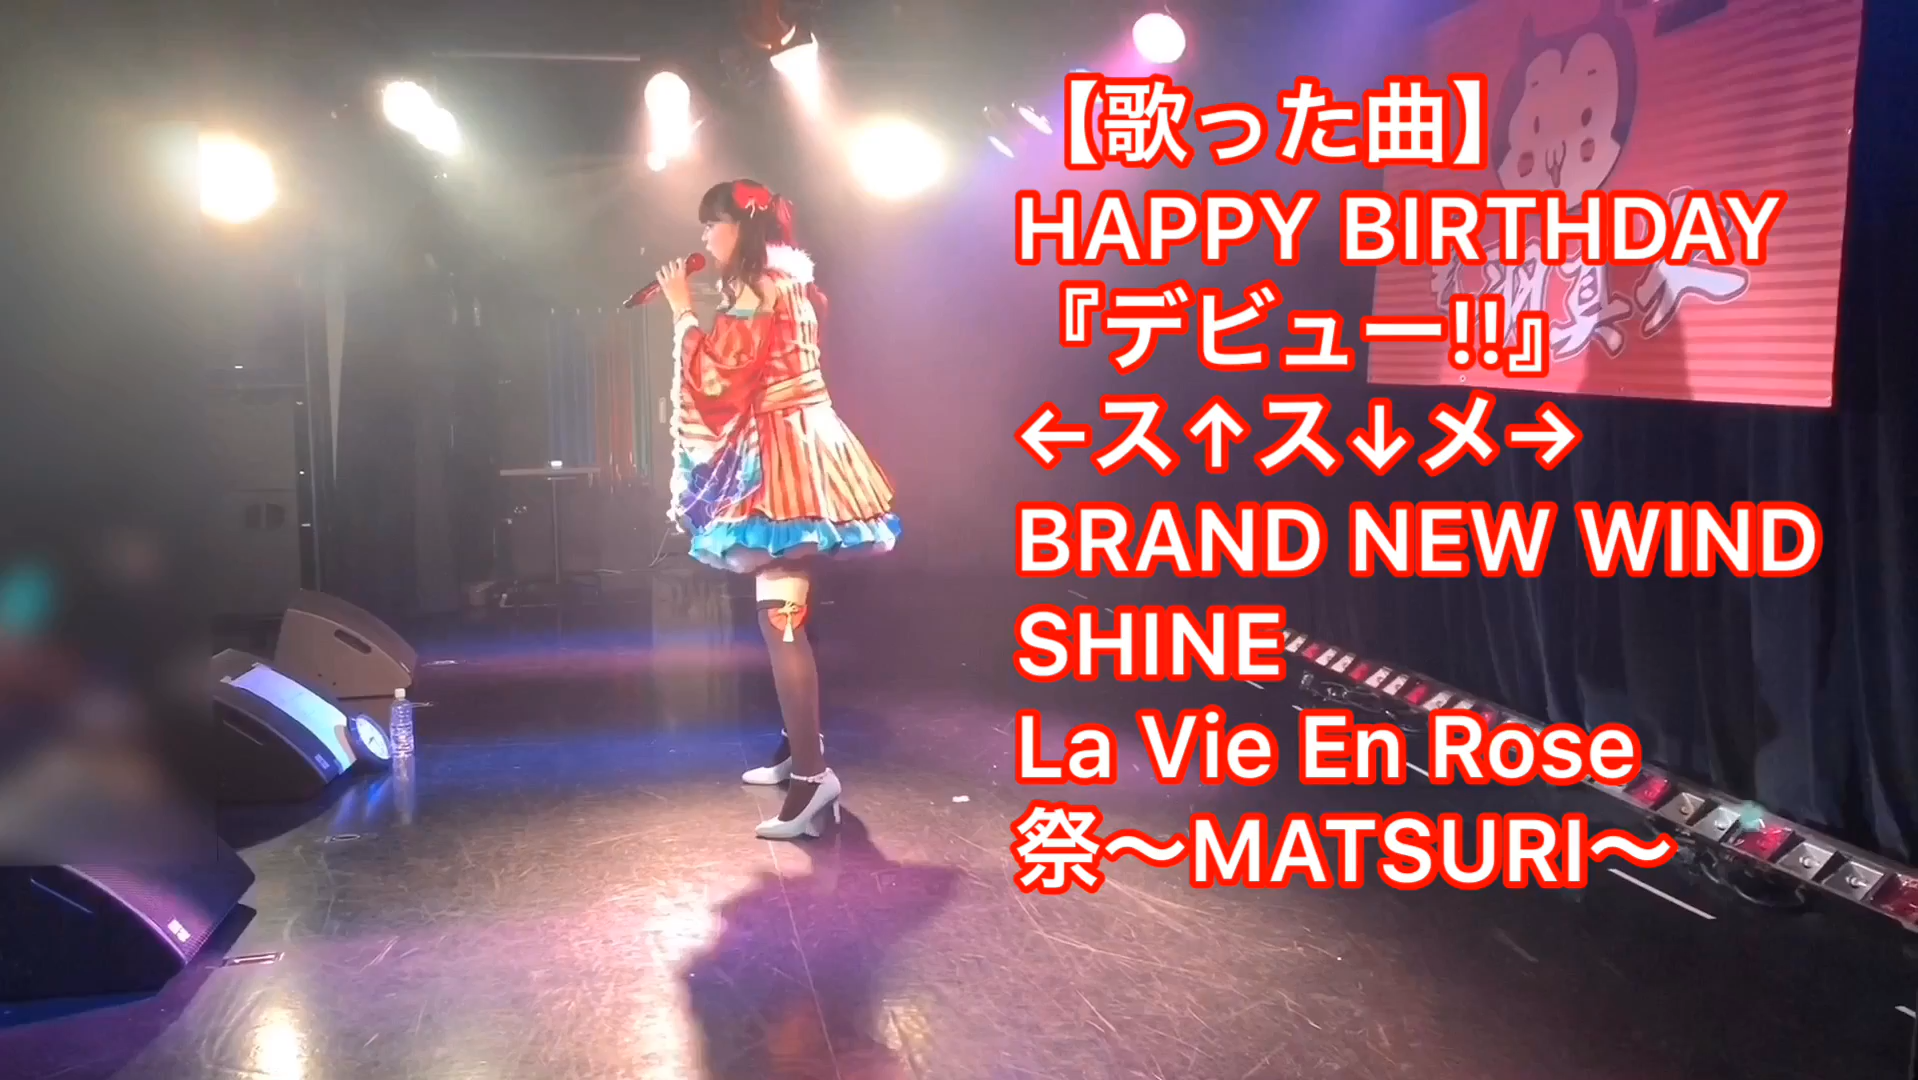 【歌った曲】
HAPPY BIRTHDAY
『デビュー!!』
←ス↑ス↓メ→
BRAND NEW WIND
SHINE
La Vie En Rose
祭〜MATSURI〜